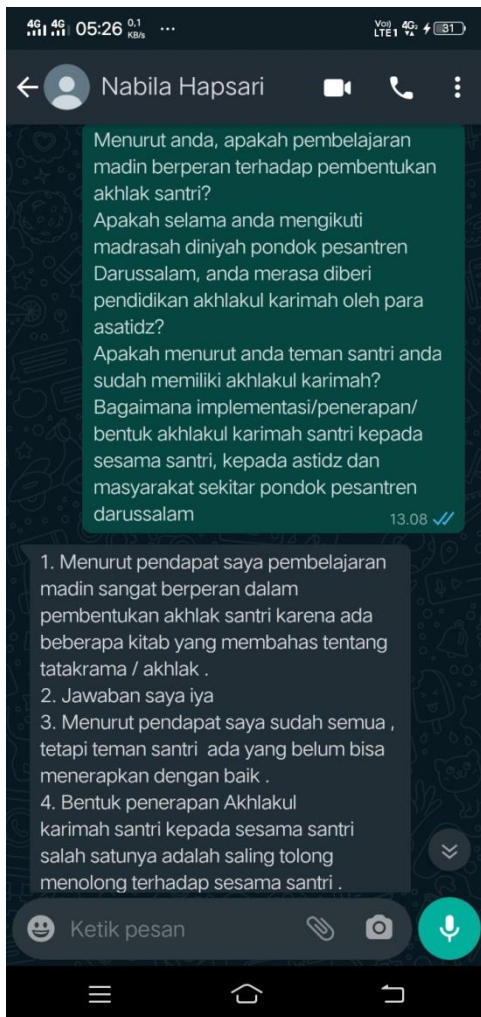 4G 4G 05:26 0,1 KB/s ...
VoI) LTE1 4G2 31
Nabila Hapsari
Menurut anda, apakah pembelajaran
madin berperan terhadap pembentukan
akhlak santri?
Apakah selama anda mengikuti
madrasah diniyah pondok pesantren
Darussalam, anda merasa diberi
pendidikan akhlakul karimah oleh para
asatidz?
Apakah menurut anda teman santri anda
sudah memiliki akhlakul karimah?
Bagaimana implementasi/penerapan/
bentuk akhlakul karimah santri kepada
sesama santri, kepada astidz dan
masyarakat sekitar pondok pesantren
darussalam
13.08
1. Menurut pendapat saya pembelajaran
madin sangat berperan dalam
pembentukan akhlak santri karena ada
beberapa kitab yang membahas tentang
tatakrama / akhlak .
2. Jawaban saya iya
3. Menurut pendapat saya sudah semua ,
tetapi teman santri  ada yang belum bisa
menerapkan dengan baik .
4. Bentuk penerapan Akhlakul
karimah santri kepada sesama santri
salah satunya adalah saling tolong
menolong terhadap sesama santri .
Ketik pesan